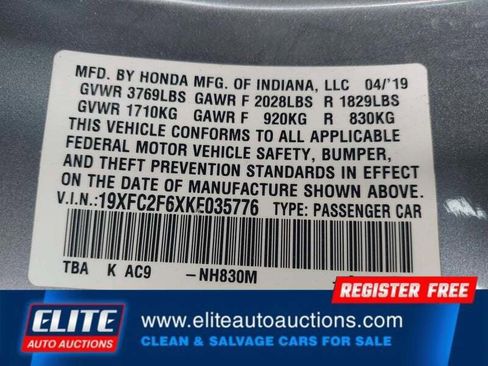 MFD. BY HONDA MFG. OF INDIANA, LLC 04/'19
GVWR 3769LBS GAWR F 2028LBS R 1829LBS
GVWR 1710KG GAWR F 920KG R 830KG
THIS VEHICLE CONFORMS TO ALL APPLICABLE
FEDERAL MOTOR VEHICLE SAFETY, BUMPER,
AND THEFT PREVENTION STANDARDS IN EFFECT
ON THE DATE OF MANUFACTURE SHOWN ABOVE.
V.I.N.:19XFC2F6XKE035776 TYPE: PASSENGER CAR
TBA K AC9 -NH830M
REGISTER FREE
ELITE
AUTO AUCTIONS
www.eliteautoauctions.com
CLEAN & SALVAGE CARS FOR SALE